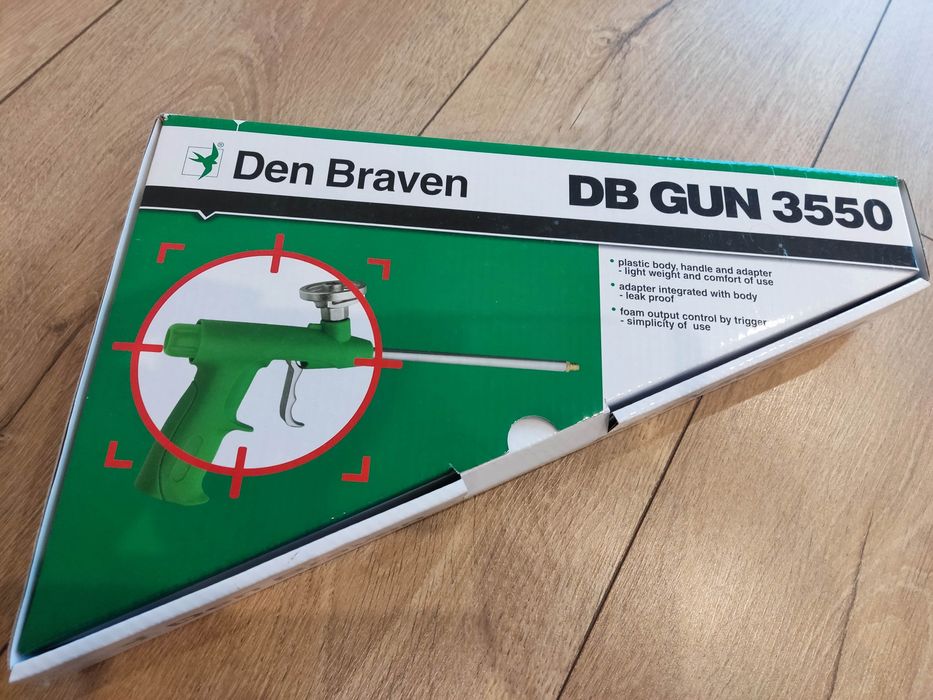 Den Braven
DB GUN 3550
• plastic body, handle and adapter
- light weight and comfort of use
• adapter integrated with body
- leak proof
• foam output control by trigger
- simplicity of use